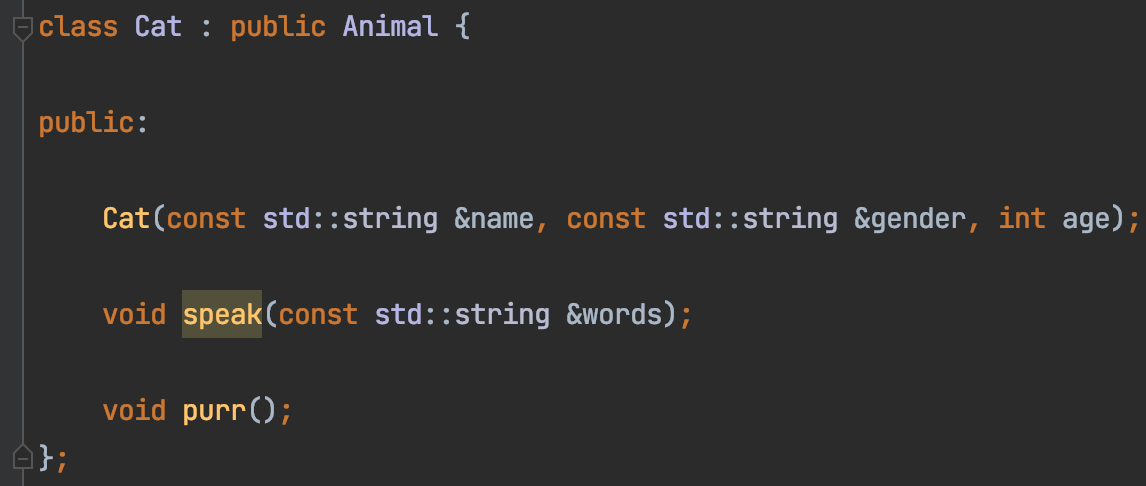 class Cat : public Animal {
public:
Cat(const std::string &name, const std::string &gender, int age);
void speak(const std::string &words);
void purr();
};